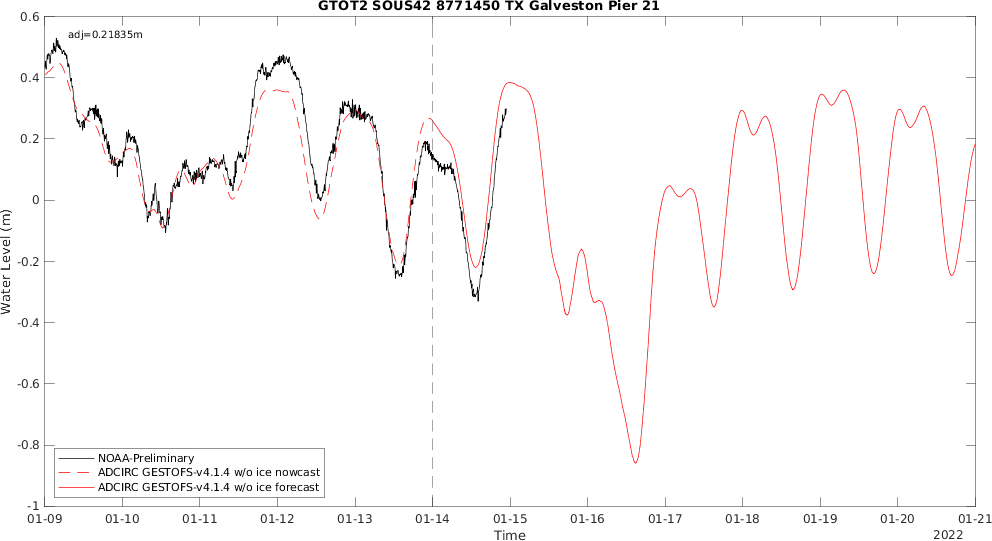 GTOT2 SOUS42 8771450 TX Galveston Pier 21
adj=0.21835m
0.6
0.4
0.2
0
-0.2
-0.4
-0.6
-0.8
-1
Water Level (m)
NOAA-Preliminary
ADCIRC GESTOFS-v4.1.4 w/o ice nowcast
ADCIRC GESTOFS-v4.1.4 w/o ice forecast
01-09 01-10 01-11 01-12 01-13 01-14 01-15 01-16 01-17 01-18 01-19 01-20 01-21
Time
2022